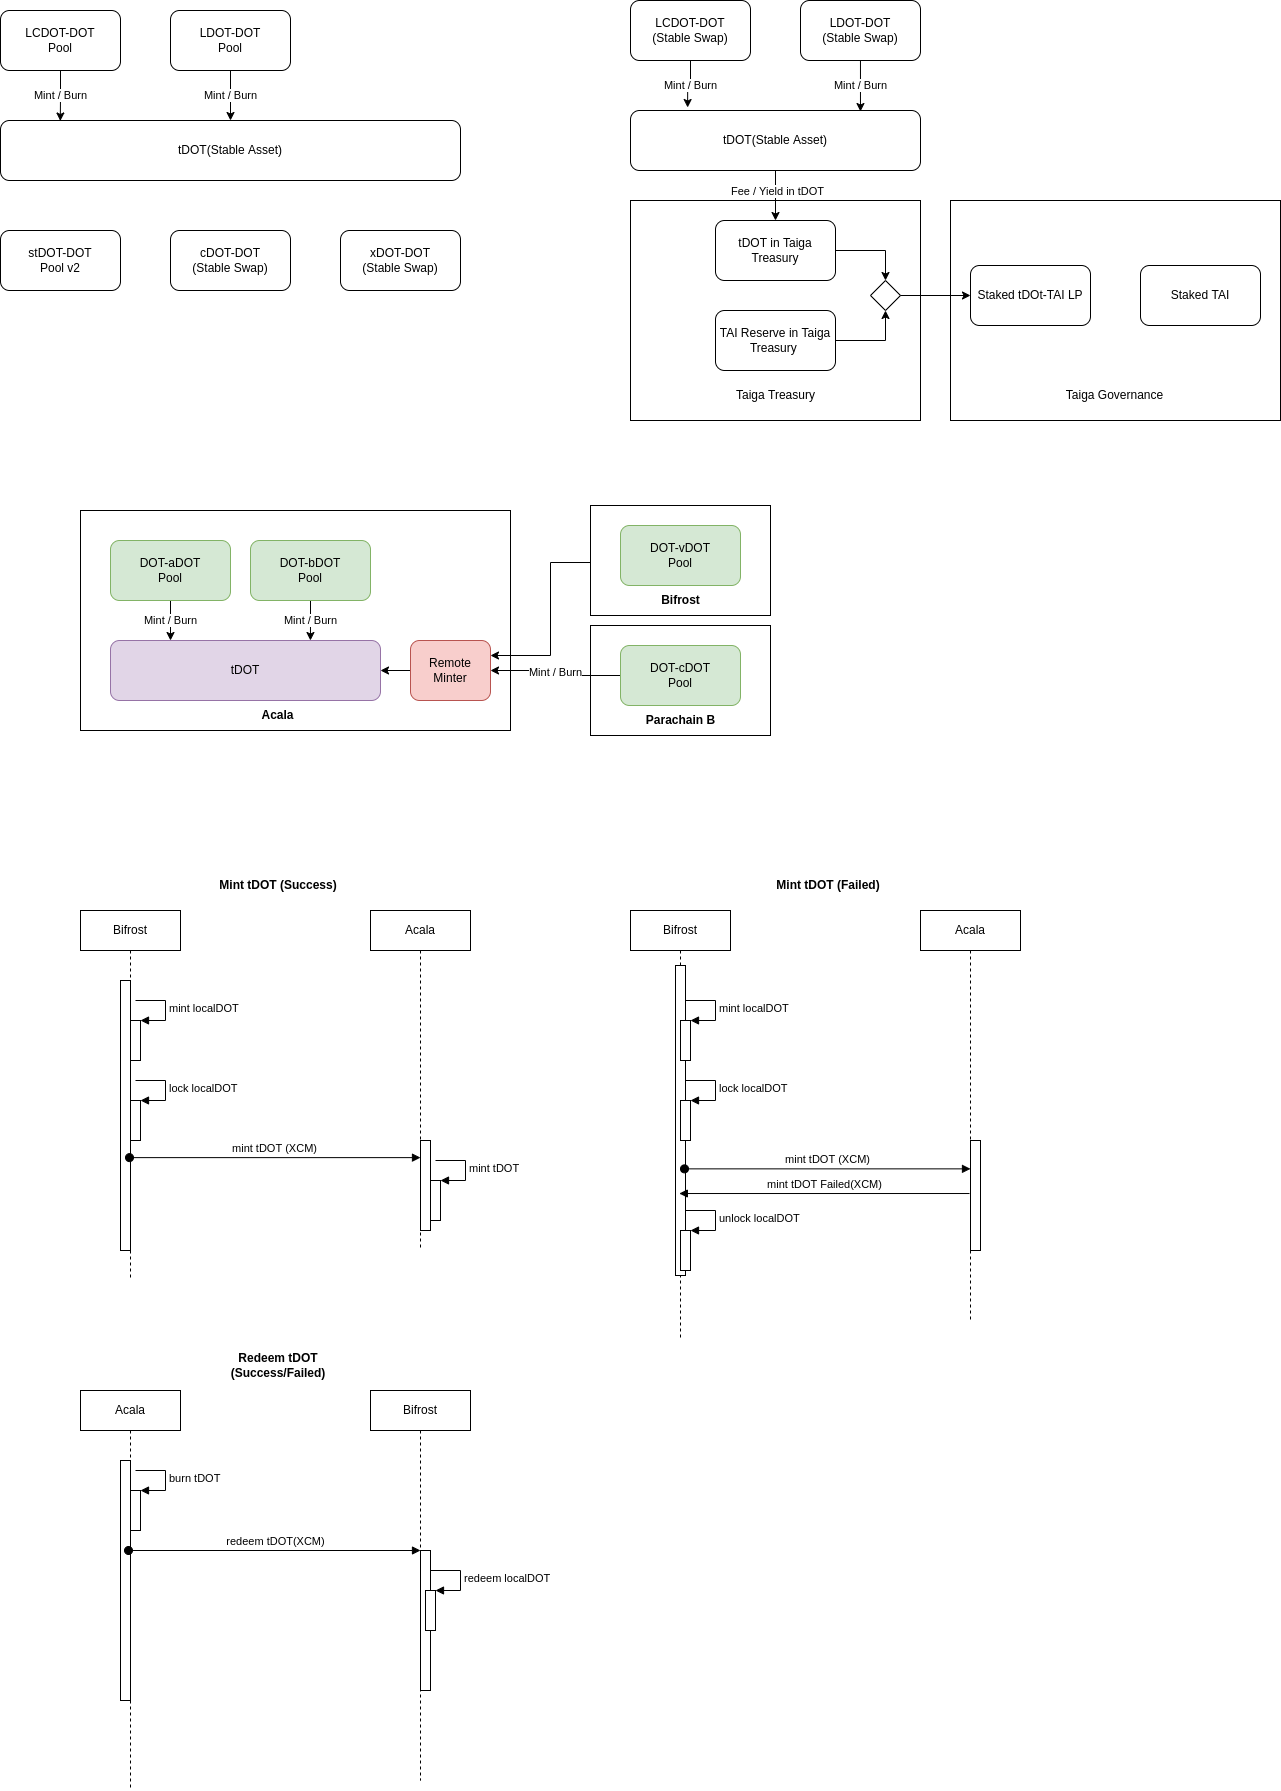 LCDOT-DOT
Pool
LDOT-DOT
Pool
Mint / Burn
Mint / Burn
tDOT(Stable Asset)
stDOT-DOT
Pool v2
cDOT-DOT
(Stable Swap)
xDOT-DOT
(Stable Swap)
LCDOT-DOT
(Stable Swap)
LDOT-DOT
(Stable Swap)
Mint / Burn
Mint / Burn
tDOT(Stable Asset)
Fee / Yield in tDOT
tDOT in Taiga
Treasury
TAI Reserve in Taiga
Treasury
Taiga Treasury
Staked tDOt-TAI LP
Staked TAI
Taiga Governance
DOT-aDOT
Pool
DOT-bDOT
Pool
Mint / Burn
Mint / Burn
tDOT
Remote
Minter
Acala
DOT-vDOT
Pool
Bifrost
Mint / Burn
DOT-cDOT
Pool
Parachain B
Mint tDOT (Success)
Bifrost
Acala
mint localDOT
lock localDOT
mint tDOT (XCM)
mint tDOT
Mint tDOT (Failed)
Bifrost
Acala
mint localDOT
lock localDOT
mint tDOT (XCM)
mint tDOT Failed(XCM)
unlock localDOT
Redeem tDOT
(Success/Failed)
Acala
Bifrost
burn tDOT
redeem tDOT(XCM)
redeem localDOT